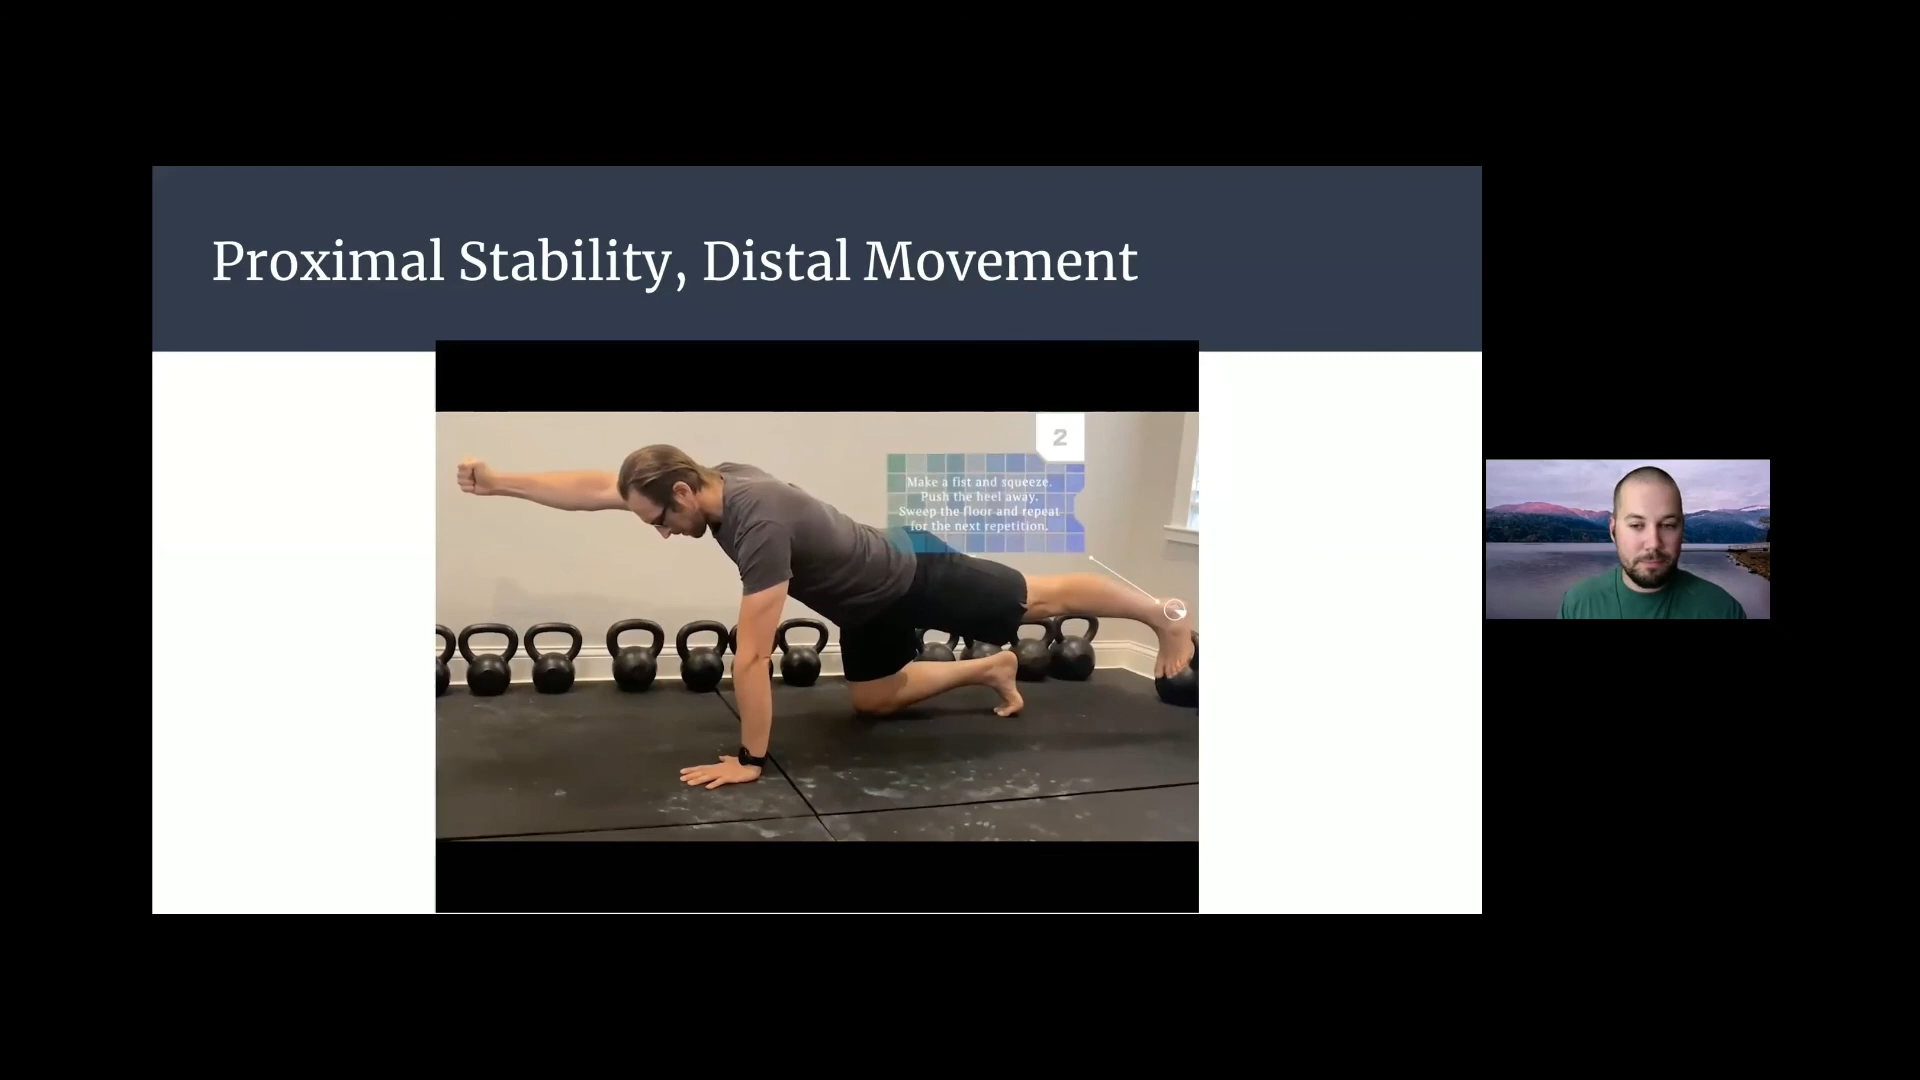 Proximal Stability, Distal Movement
2
Make a fist and squeeze.
Push the heel away.
Sweep the floor and repeat
for the next repetition.